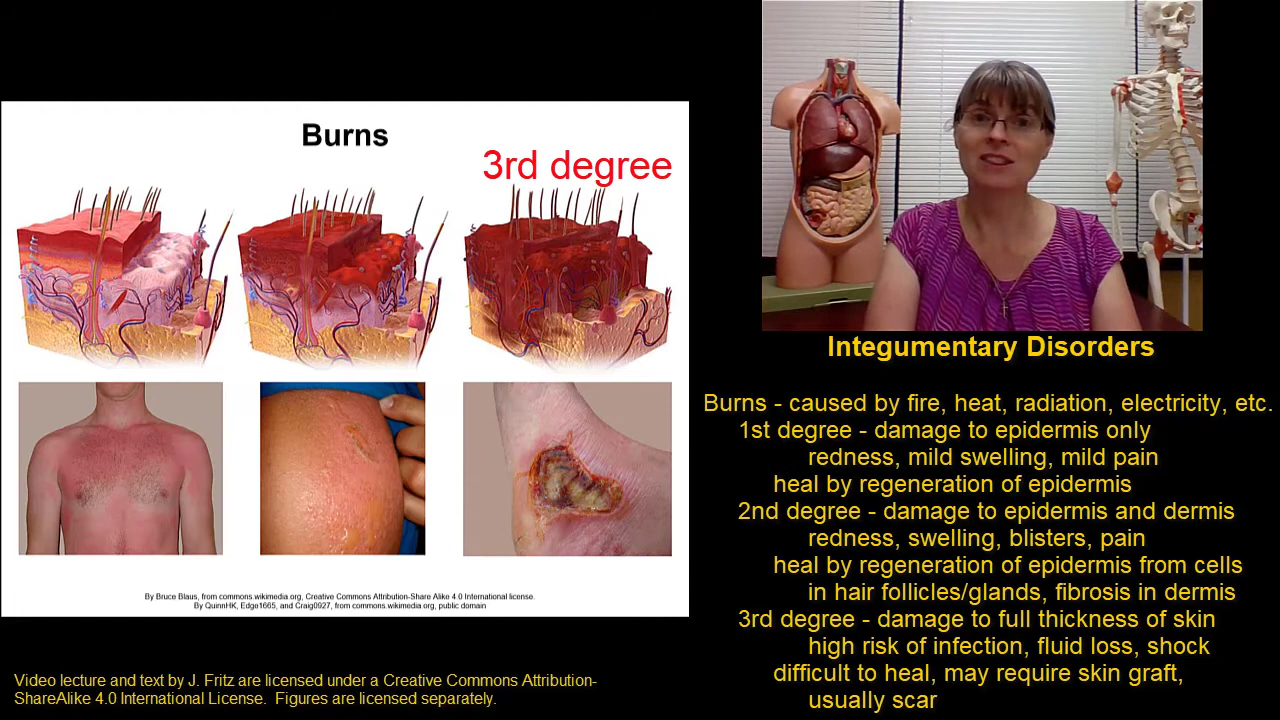 Burns
3rd degree
By Bruce Blaus, from commons.wikimedia org, Creative Commons Attribution-Share Alike 4.0 International license.
By QuinnHK, Edge1665, and Craig0927, from commons.wikimedia org, public domain
Video lecture and text by J. Fritz are licensed under a Creative Commons Attribution-
ShareAlike 4.0 International License.  Figures are licensed separately.
Integumentary Disorders
Burns - caused by fire, heat, radiation, electricity, etc.
1st degree - damage to epidermis only
redness, mild swelling, mild pain
heal by regeneration of epidermis
2nd degree - damage to epidermis and dermis
redness, swelling, blisters, pain
heal by regeneration of epidermis from cells
in hair follicles/glands, fibrosis in dermis
3rd degree - damage to full thickness of skin
high risk of infection, fluid loss, shock
difficult to heal, may require skin graft,
usually scar